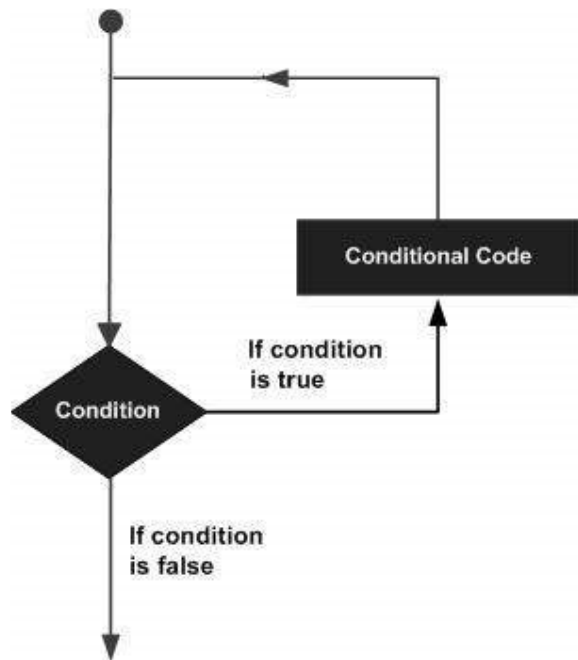 Conditional Code
If condition
is true
Condition
If condition
is false